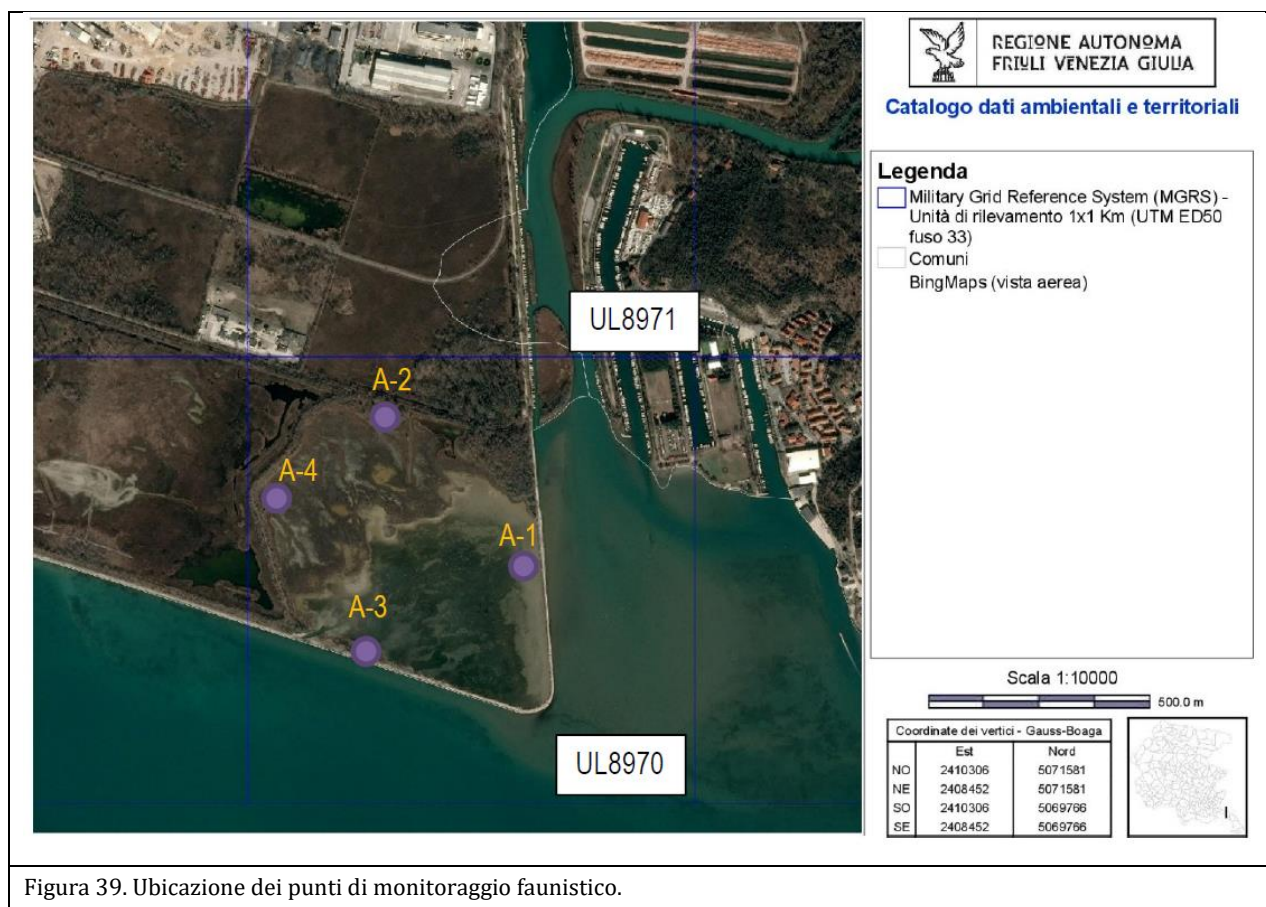 REGIONE AUTONOMA
FRIULI VENEZIA GIULIA
Catalogo dati ambientali e territoriali
Legenda
Military Grid Reference System (MGRS) -
Unità di rilevamento 1x1 Km (UTM ED50
fuso 33)
Comuni
BingMaps (vista aerea)
UL8971
A-2
A-4
A-1
A-3
UL8970
Scala 1:10000
500.0 m
Coordinate dei vertici - Gauss-Boaga
Est Nord
NO 2410306 5071581
NE 2408452 5071581
SO 2410306 5069766
SE 2408452 5069766
Figura 39. Ubicazione dei punti di monitoraggio faunistico.